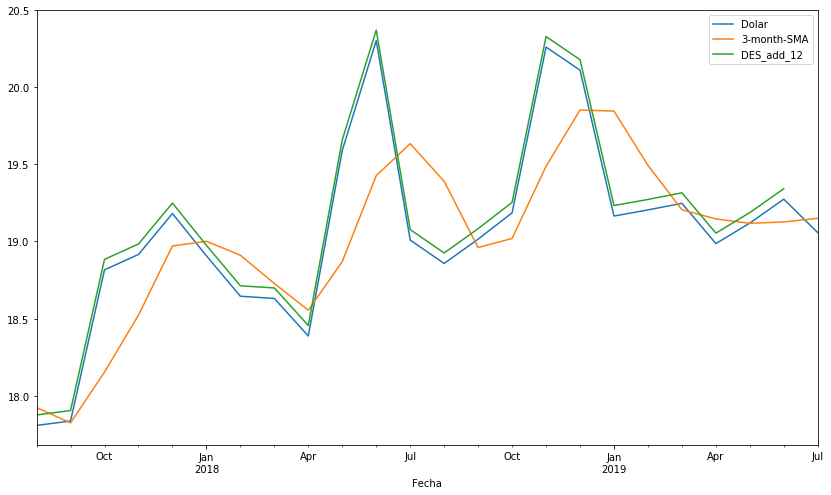 20.5
20.0
19.5
19.0
18.5
18.0
Dolar
3-month-SMA
DES_add_12
Oct
Jan
2018
Apr
Jul
Oct
Jan
2019
Apr
Jul
Fecha